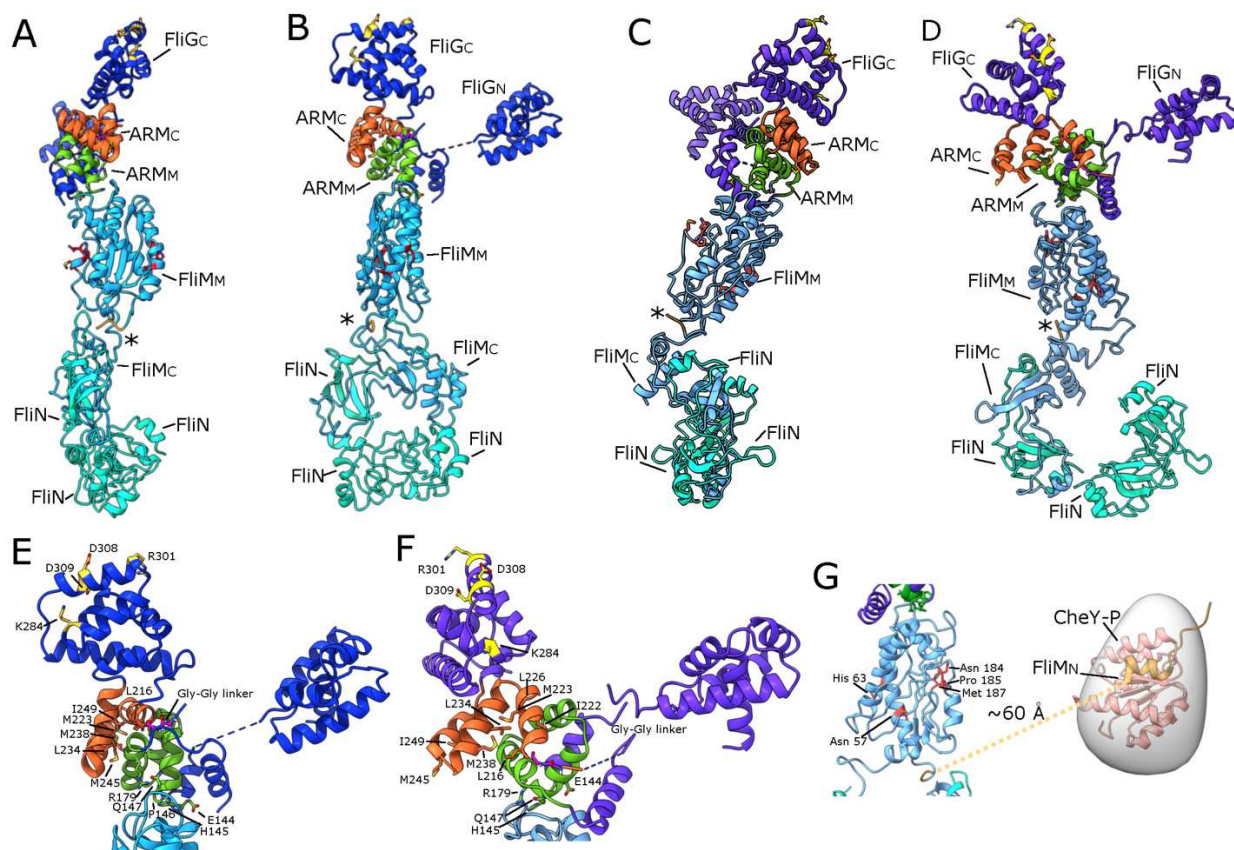 A
FliGC
ARMC
ARMM
FliMM
*
FliMC
FliN
FliN
B
FliGC
FliGN
ARMC
ARMM
FliMM
*
FliMC
FliN
FliN
FliN
C
FliGC
ARMC
ARMM
FliMM
*
FliMC
FliN
FliN
FliN
D
FliGC
FliGN
ARMC
ARMM
FliMM
*
FliMC
FliN
FliN
FliN
E
D308
D309
R301
K284
L216
Gly-Gly linker
I249
M223
M238
L234
M245
R179
Q147
P146
E144
H145
F
R301
D308
D309
K284
L226
L234
M223
I222
Gly-Gly linker
I249
M238
M245
L216
E144
R179
Q147
H145
G
CheY-P
FliMN
His 63
Asn 184
Pro 185
Met 187
~60 Å
Asn 57